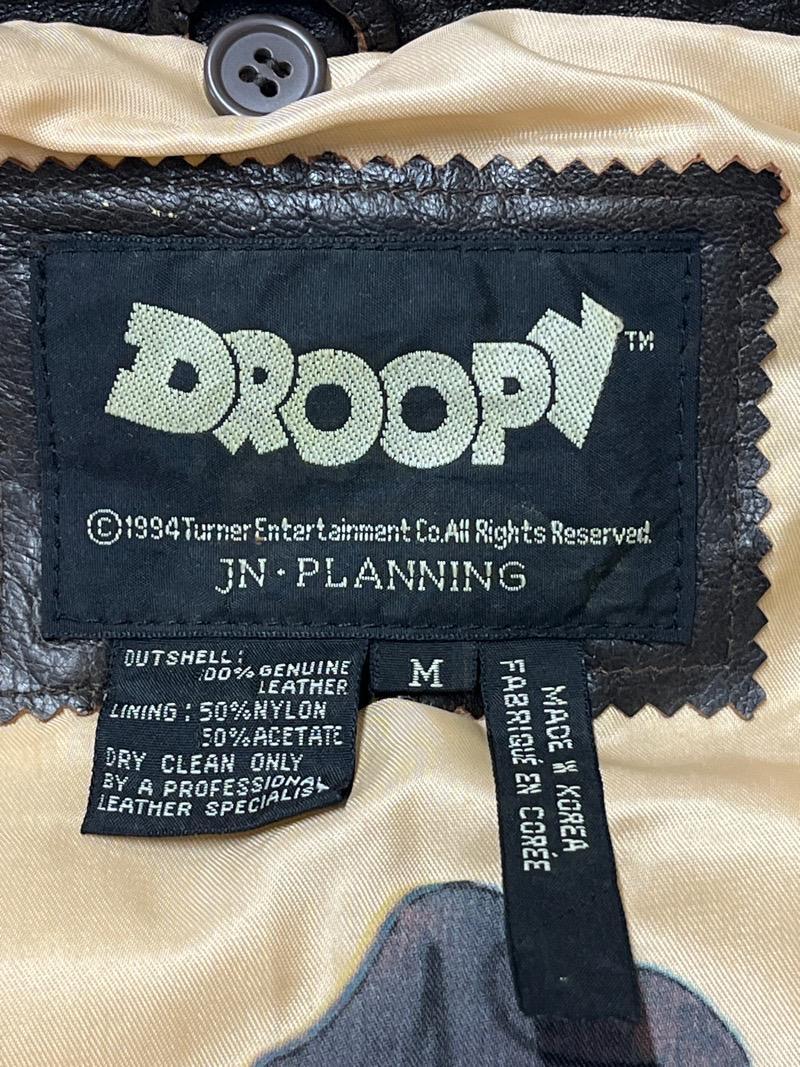 DROOPY™
©1994 Turner Entertainment Co. All Rights Reserved.
JN・PLANNING
OUTSHELL:
100% GENUINE
LEATHER
LINING: 50% NYLON
50% ACETATE
DRY CLEAN ONLY
BY A PROFESSIONAL
LEATHER SPECIALIST
M
MADE IN KOREA
FABRIQUÉ EN CORÉE